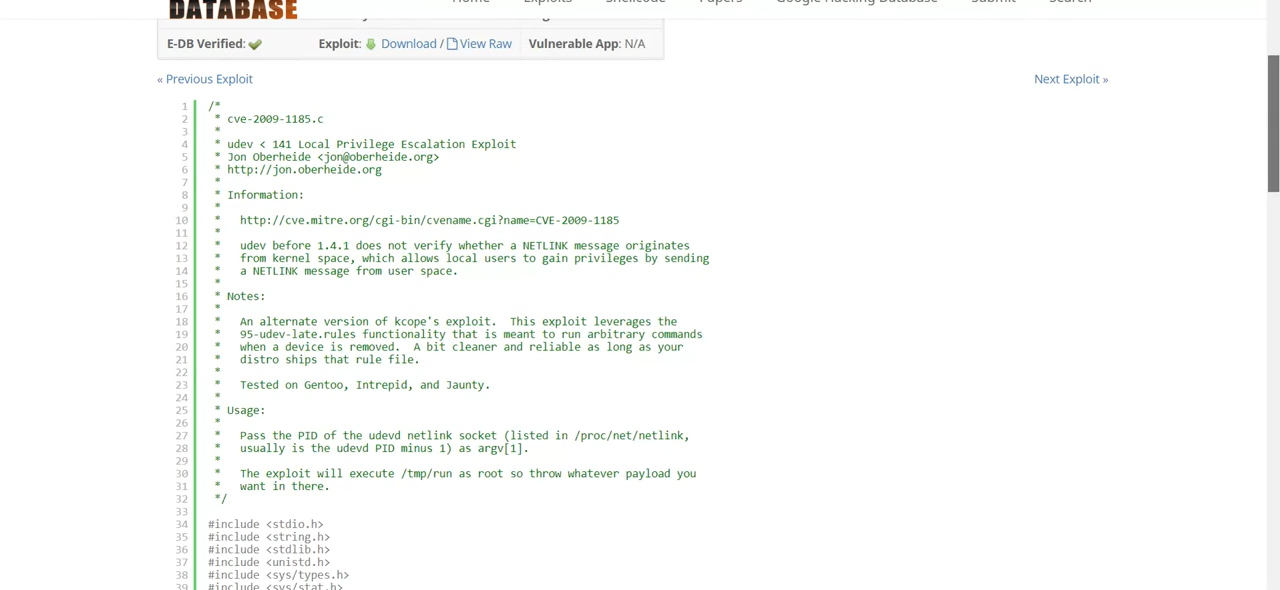 DATABASE
Home Exploits Shellcode Papers Google Hacking Database Submit Search
E-DB Verified: Exploit: Download / View Raw Vulnerable App: N/A
« Previous Exploit Next Exploit »
1 /*
2 * cve-2009-1185.c
3 *
4 * udev < 141 Local Privilege Escalation Exploit
5 * Jon Oberheide <jon@oberheide.org>
6 * http://jon.oberheide.org
7 *
8 * Information:
9 *
10 * http://cve.mitre.org/cgi-bin/cvename.cgi?name=CVE-2009-1185
11 *
12 * udev before 1.4.1 does not verify whether a NETLINK message originates
13 * from kernel space, which allows local users to gain privileges by sending
14 * a NETLINK message from user space.
15 *
16 * Notes:
17 *
18 * An alternate version of kcope's exploit. This exploit leverages the
19 * 95-udev-late.rules functionality that is meant to run arbitrary commands
20 * when a device is removed. A bit cleaner and reliable as long as your
21 * distro ships that rule file.
22 *
23 * Tested on Gentoo, Intrepid, and Jaunty.
24 *
25 * Usage:
26 *
27 * Pass the PID of the udevd netlink socket (listed in /proc/net/netlink,
28 * usually is the udevd PID minus 1) as argv[1].
29 *
30 * The exploit will execute /tmp/run as root so throw whatever payload you
31 * want in there.
32 */
33
34 #include <stdio.h>
35 #include <string.h>
36 #include <stdlib.h>
37 #include <unistd.h>
38 #include <sys/types.h>
39 #include <sys/stat.h>